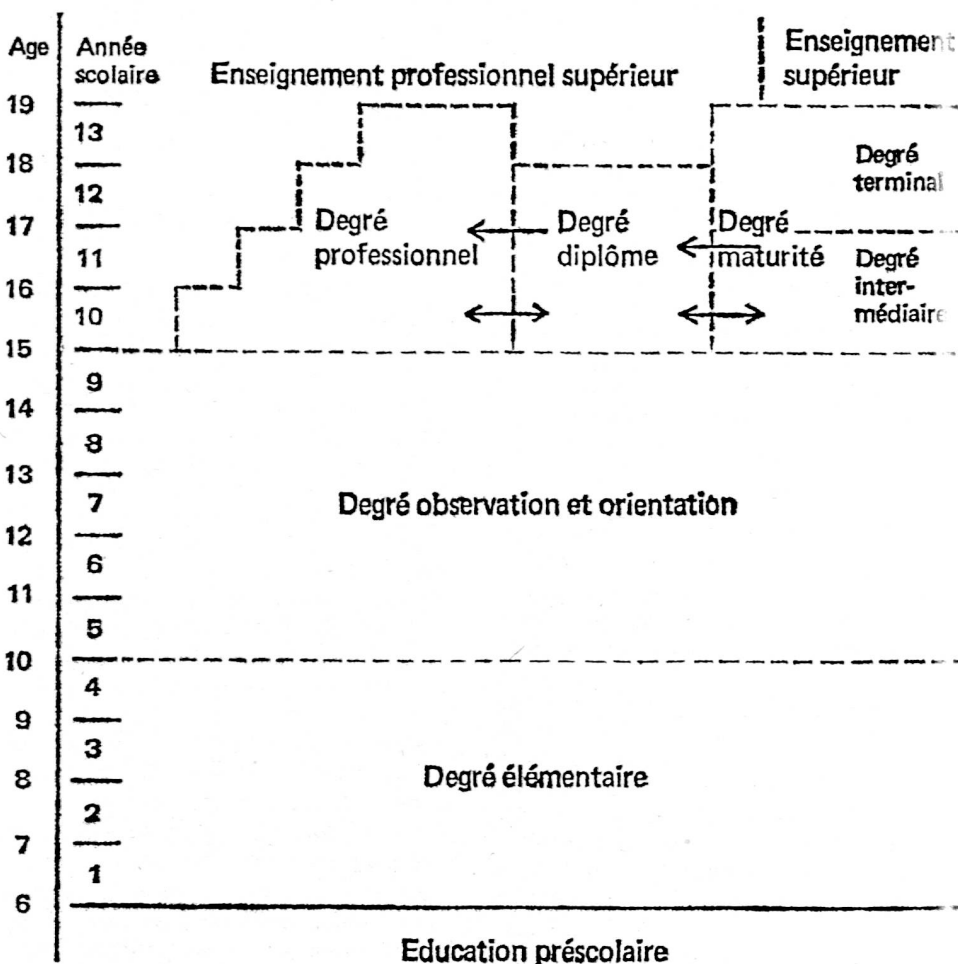 Age
Année
scolaire
Enseignement professionnel supérieur
Enseignement
supérieur
19
13
18
12
17
11
16
10
15
Degré
professionnel
Degré
diplôme
Degré
maturité
Degré
terminal
Degré
inter-
médiaire
9
14
8
13
7
12
6
11
5
10
Degré observation et orientation
4
9
3
8
2
7
1
6
Degré élémentaire
Education préscolaire